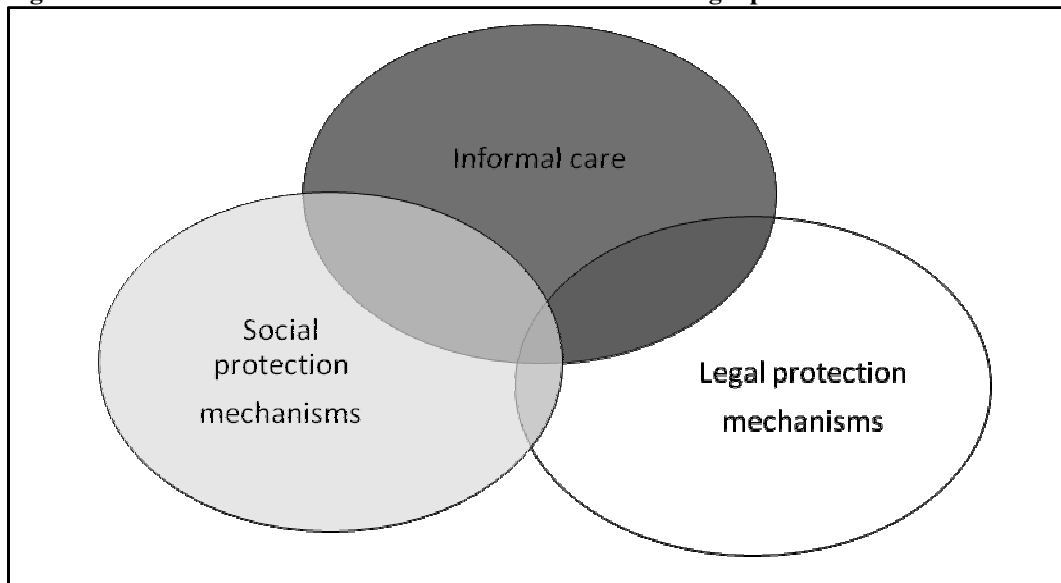 Informal care
Social
protection
mechanisms
Legal protection
mechanisms